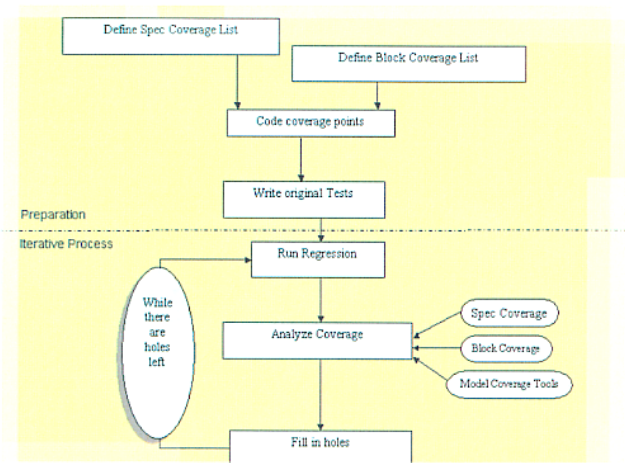 Define Spec Coverage List
Define Block Coverage List
Code coverage points
Write original Tests
Preparation
Iterative Process
Run Regression
While
there
are
holes
left
Analyze Coverage
Spec Coverage
Block Coverage
Model Coverage Tools
Fill in holes